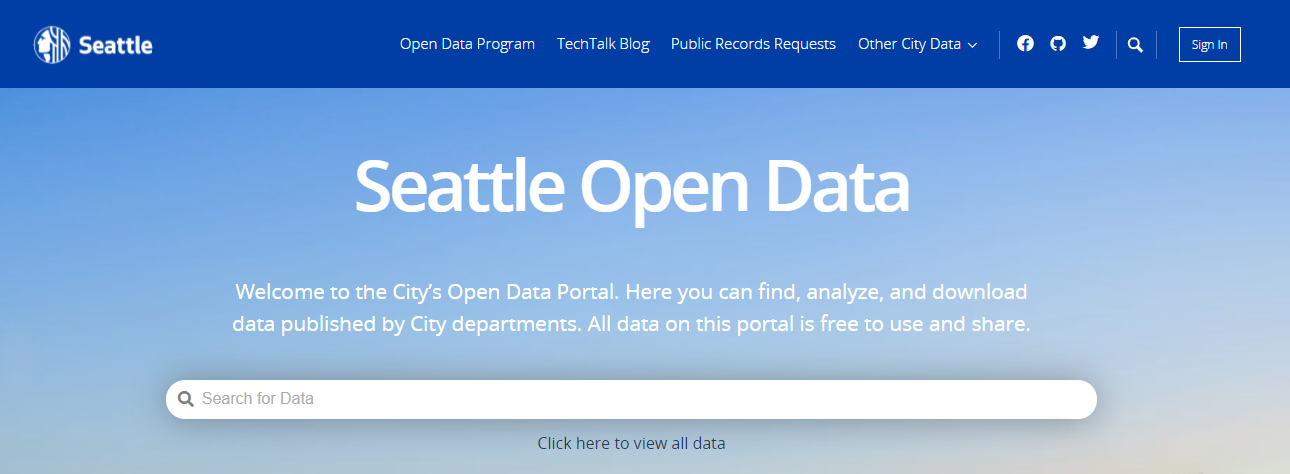 Seattle
Open Data Program TechTalk Blog Public Records Requests Other City Data Sign In
Seattle Open Data
Welcome to the City’s Open Data Portal. Here you can find, analyze, and download
data published by City departments. All data on this portal is free to use and share.
Search for Data
Click here to view all data